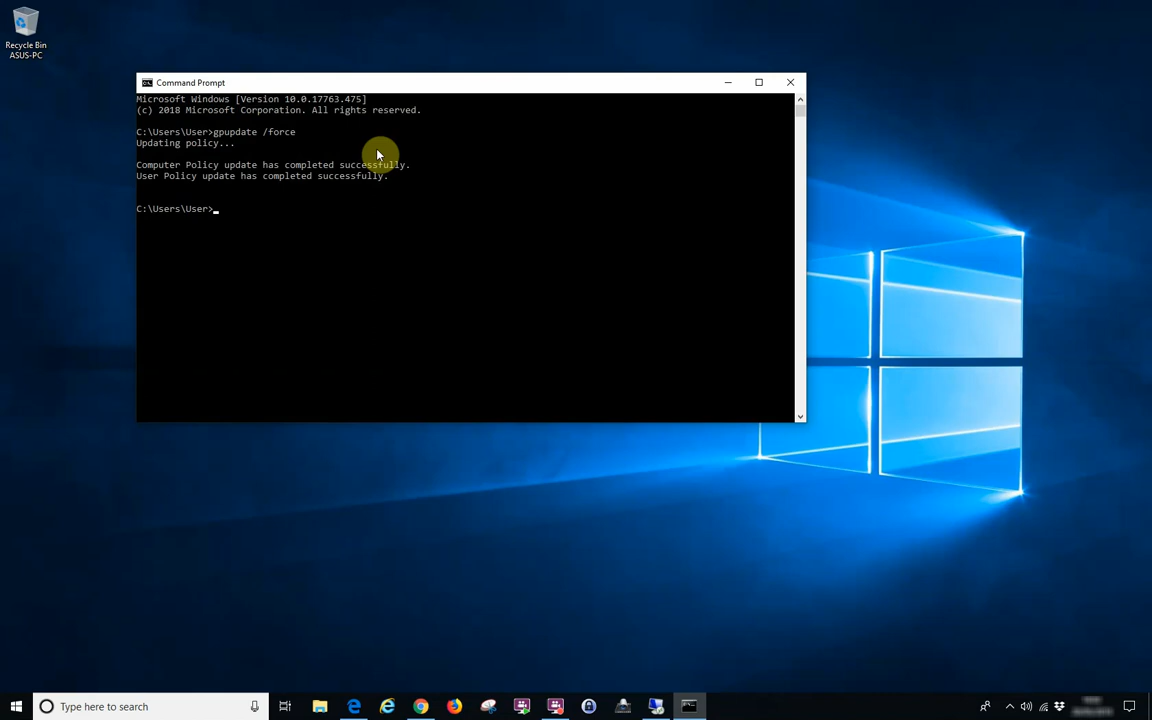 Recycle Bin
ASUS-PC
Command Prompt
Microsoft Windows [Version 10.0.17763.475]
(c) 2018 Microsoft Corporation. All rights reserved.
C:\Users\User>gpupdate /force
Updating policy...
Computer Policy update has completed successfully.
User Policy update has completed successfully.
C:\Users\User>
Type here to search